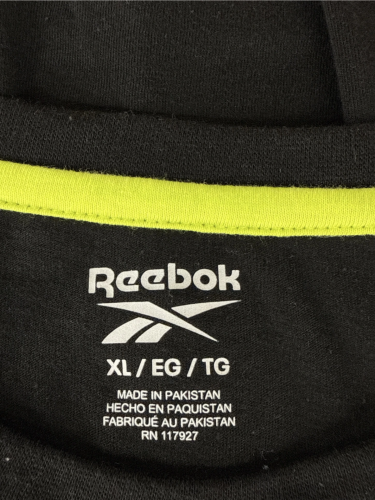 Reebok
XL / EG / TG
MADE IN PAKISTAN
HECHO EN PAQUISTAN
FABRIQUÉ AU PAKISTAN
RN 117927